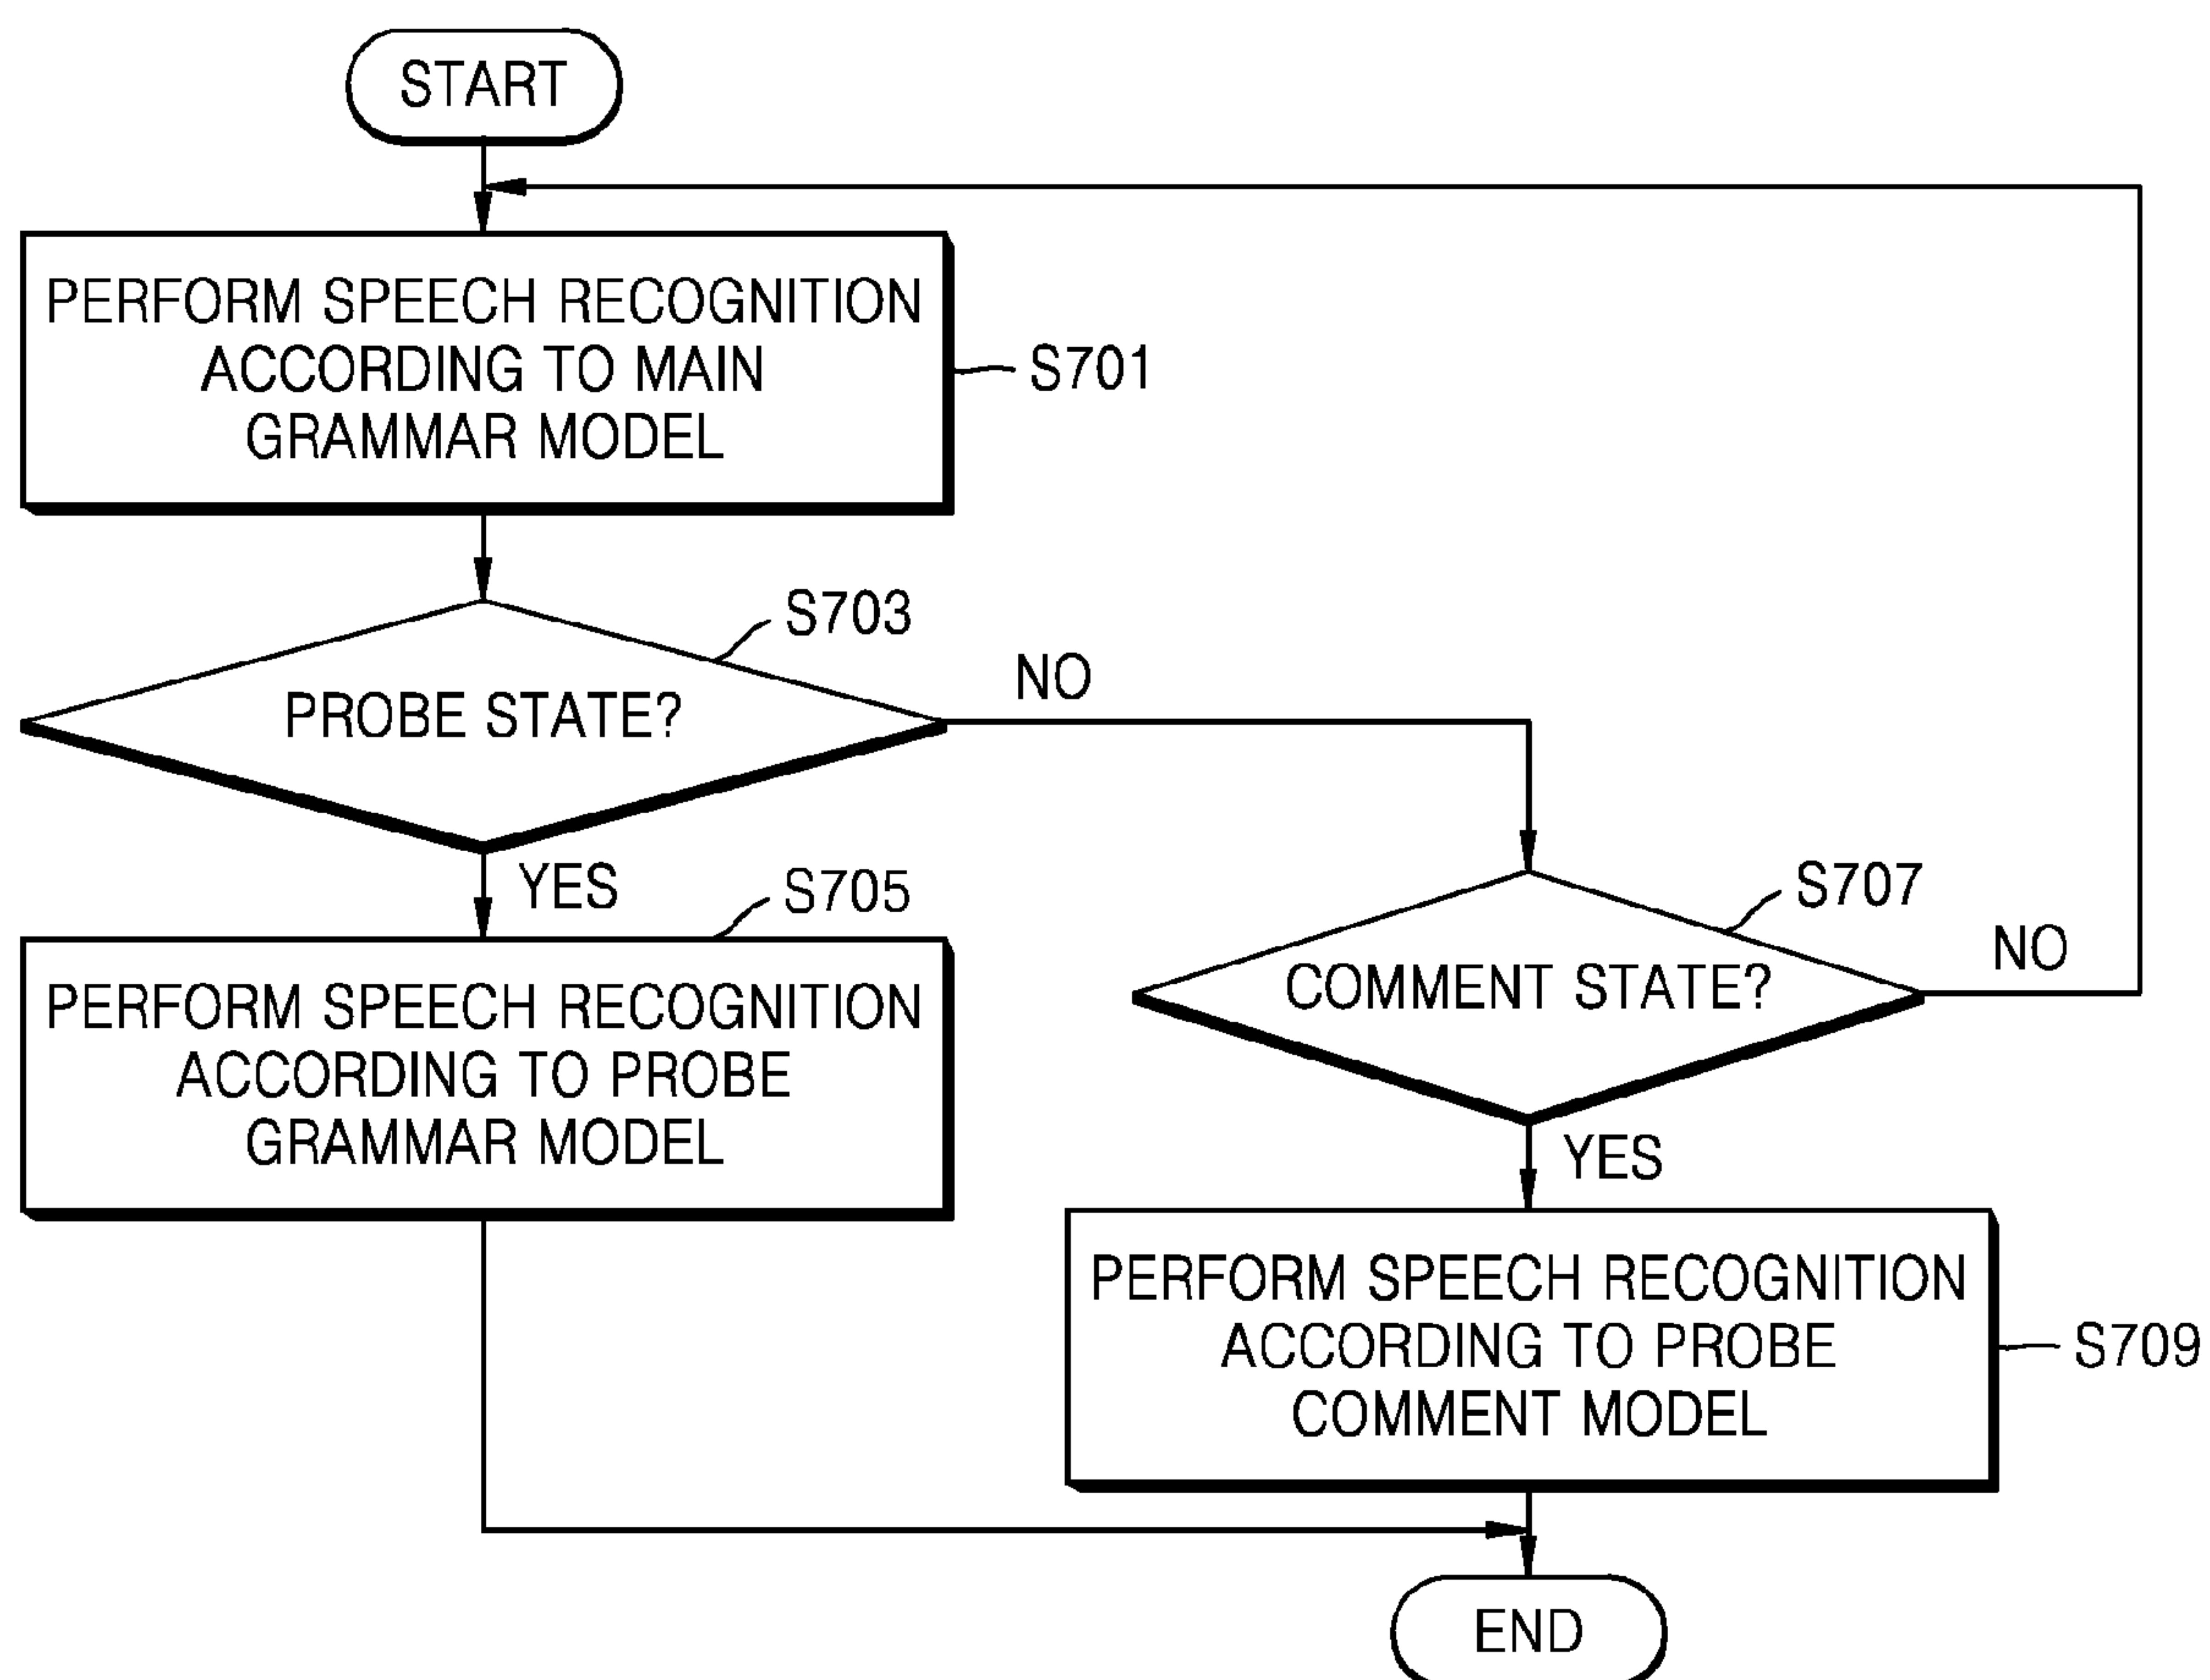 START
PERFORM SPEECH RECOGNITION
ACCORDING TO MAIN
GRAMMAR MODEL
S701
S703
PROBE STATE?
NO
YES
S705
PERFORM SPEECH RECOGNITION
ACCORDING TO PROBE
GRAMMAR MODEL
S707
COMMENT STATE?
NO
YES
PERFORM SPEECH RECOGNITION
ACCORDING TO PROBE
COMMENT MODEL
S709
END